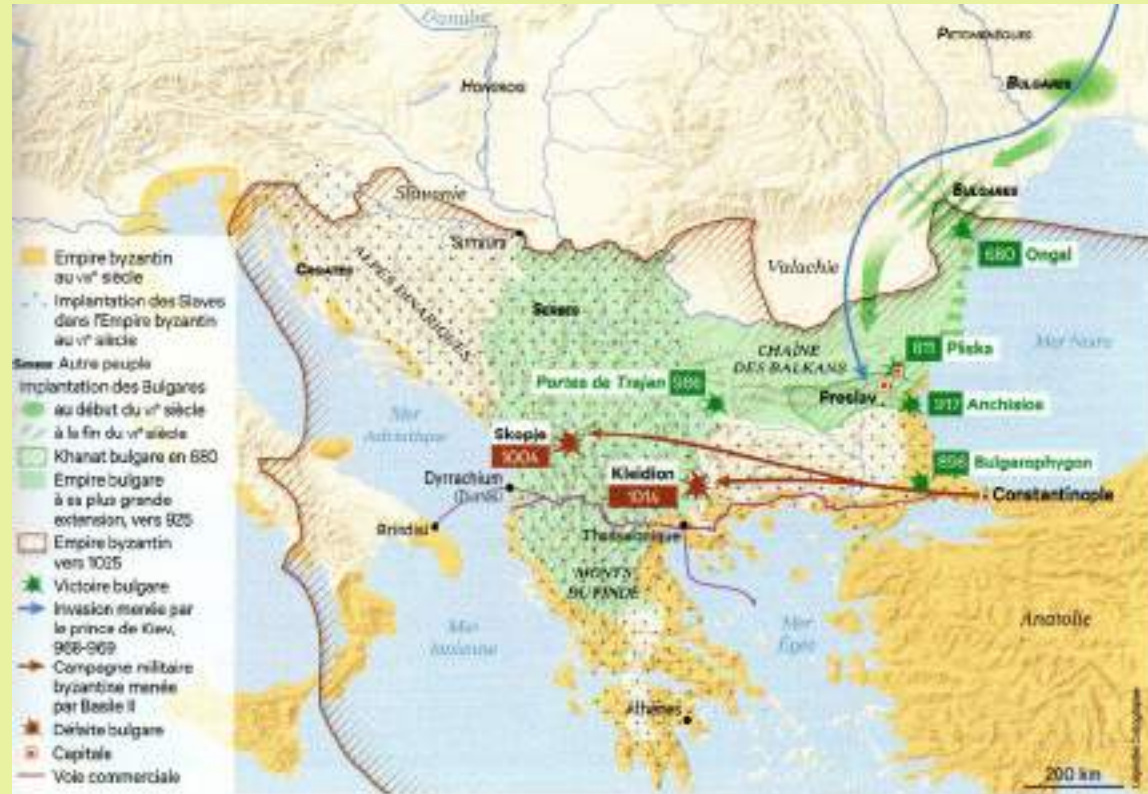 Danube
PETCHENÈGUES
HONGROIS
BULGARES
BULGARES
Slavonie
Sirmium
Valachie
680 Ongal
CROATES
ALPES DINARIQUES
SERBES
CHAÎNE
DES BALKANS
811 Pliska
Mer Noire
Portes de Trajan 986
Preslav
917 Anchialos
Mer
Adriatique
Skopje
1004
Kleidion
1014
896 Bulgarophygon
Dyrrachium
Constantinople
Brindisi
Thessalonique
MONTS
DU PINDE
Mer
Ionienne
Mer
Égée
Anatolie
Athènes
200 km
Empire byzantin
au VIIe siècle
Implantation des Slaves
dans l'Empire byzantin
au VIe siècle
Autre peuple
Implantation des Bulgares
au début du VIe siècle
à la fin du VIe siècle
Khanat bulgare en 680
Empire bulgare
à sa plus grande
extension, vers 925
Empire byzantin
vers 1025
Victoire bulgare
Invasion menée par
le prince de Kiev,
968-969
Campagne militaire
byzantine menée
par Basile II
Défaite bulgare
Capitale
Voie commerciale